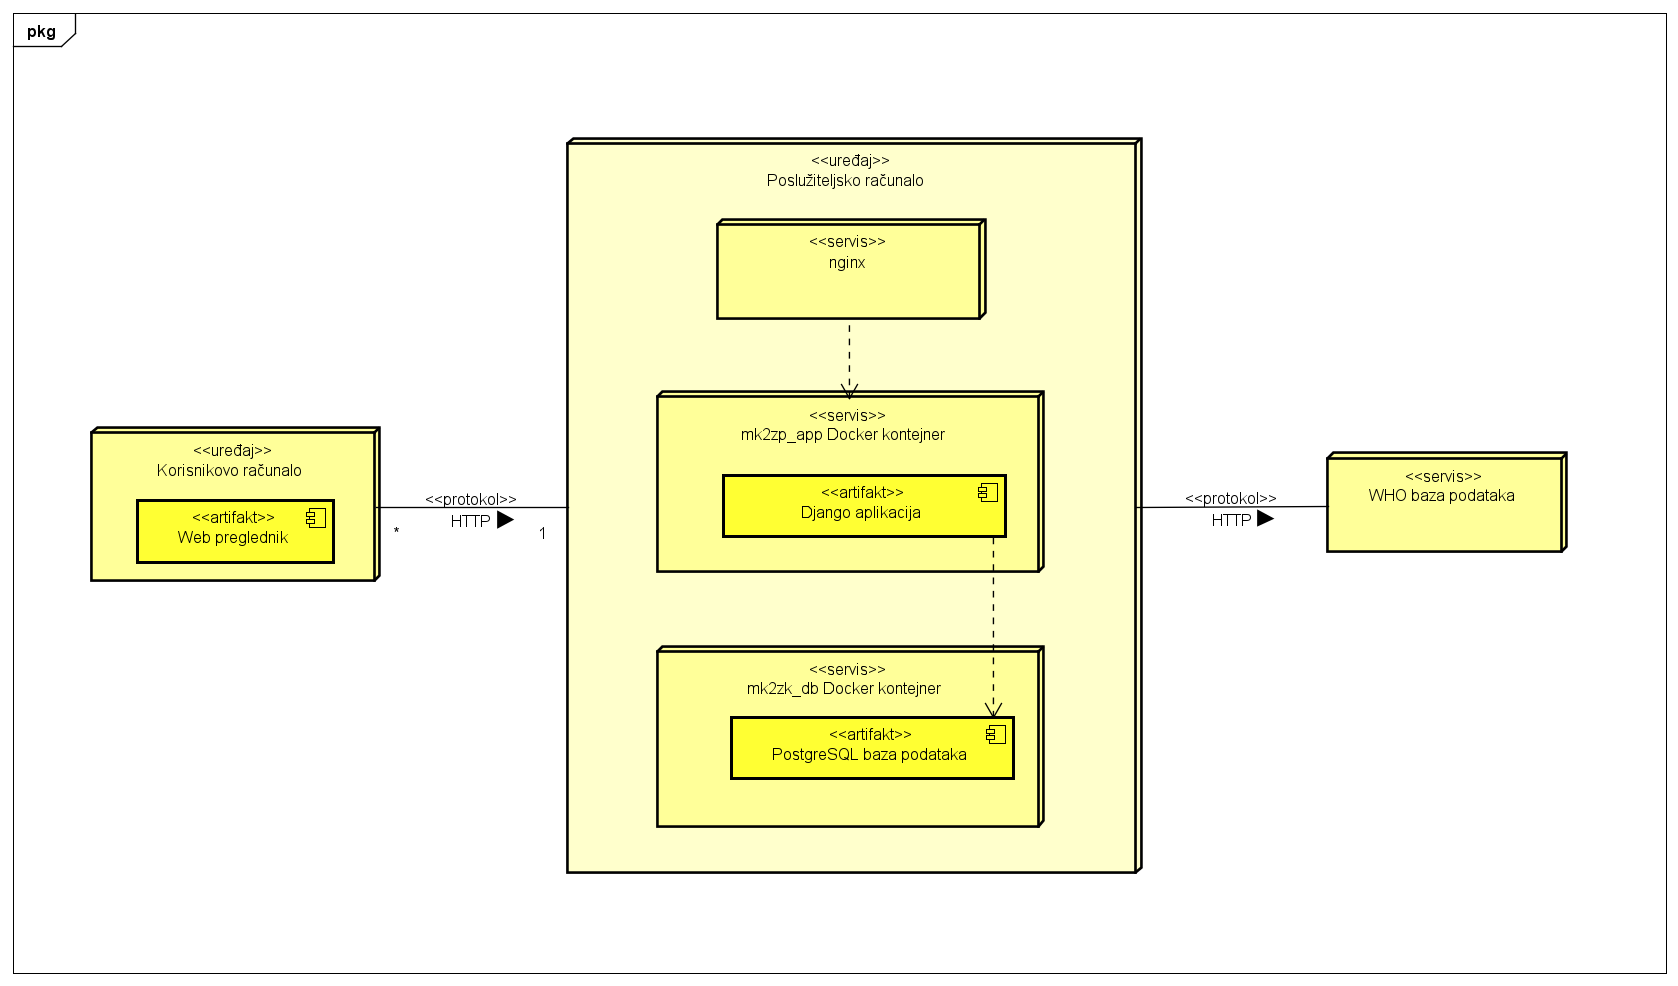 pkg
<<uređaj>>
Korisnikovo računalo
<<artifakt>>
Web preglednik
<<protokol>>
HTTP
*
1
<<uređaj>>
Poslužiteljsko računalo
<<servis>>
nginx
<<servis>>
mk2zp_app Docker kontejner
<<artifakt>>
Django aplikacija
<<servis>>
mk2zk_db Docker kontejner
<<artifakt>>
PostgreSQL baza podataka
<<protokol>>
HTTP
<<servis>>
WHO baza podataka